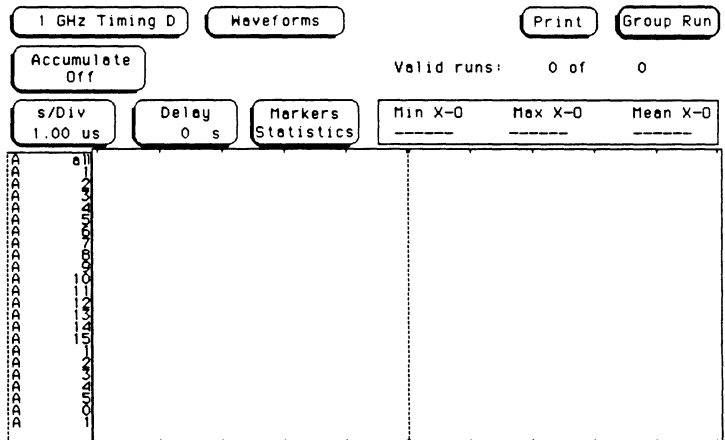 1 GHz Timing D Waveforms Print Group Run
Accumulate
Off
Valid runs: 0 of 0
s/Div Delay Markers Min X-O Max X-O Mean X-O
1.00 us 0 s Statistics ------ ------ ------
A all
A 1
A 2
A 3
A 4
A 5
A 6
A 7
A 8
A 9
A 10
A 11
A 12
A 13
A 14
A 15
A 1
A 2
A 3
A 4
A 5
A 0
A 1